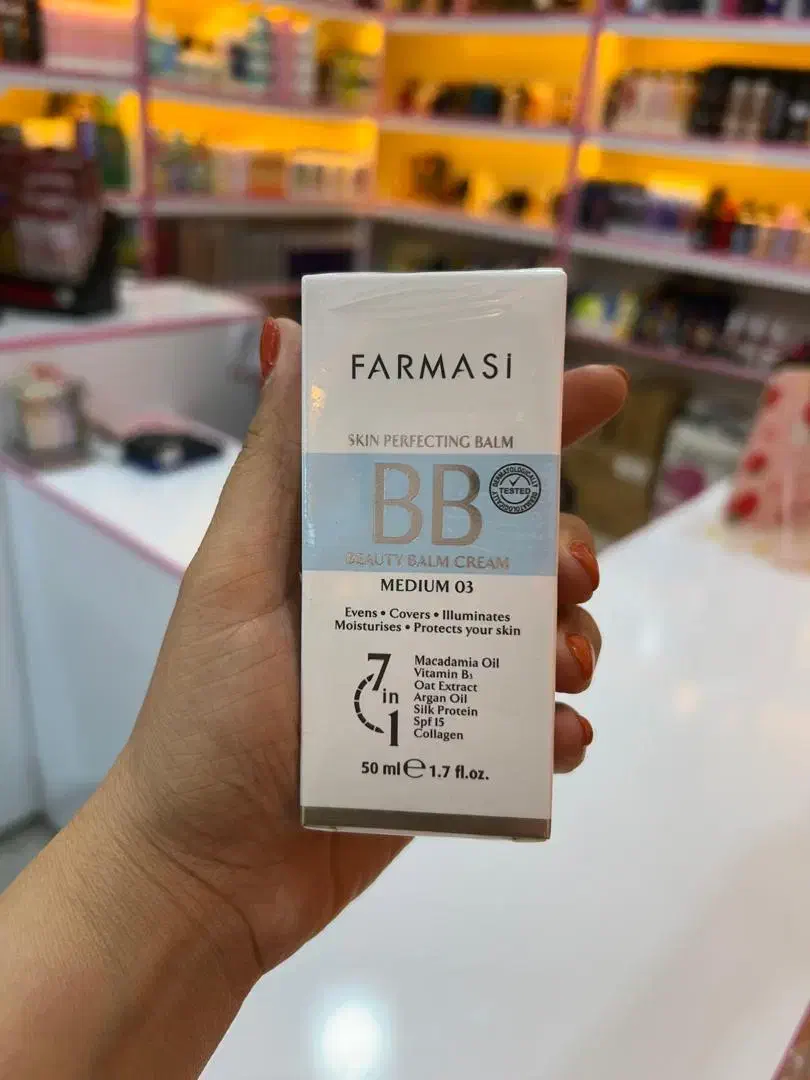 FARMASi
SKIN PERFECTING BALM
BB
DERMATOLOGICALLY
TESTED
DERMATOLOGICALLY
BEAUTY BALM CREAM
MEDIUM 03
Evens • Covers • Illuminates
Moisturises • Protects your skin
7 in 1
Macadamia Oil
Vitamin B₃
Oat Extract
Argan Oil
Silk Protein
Spf 15
Collagen
50 ml ℮ 1.7 fl.oz.